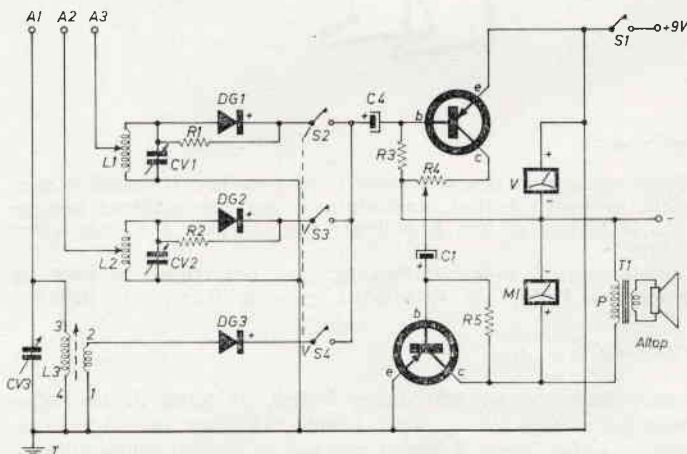 A1 A2 A3
S1 +9V
DG1 C4 e
R1 S2 b
L1 CV1 R3 R4 c
+
V
DG2
R2 S3 -
L2 CV2 C1 T1
+
MI P
DG3 R5
3 2 V S4 b Altop.
CV3 L3 e c
4 1
T